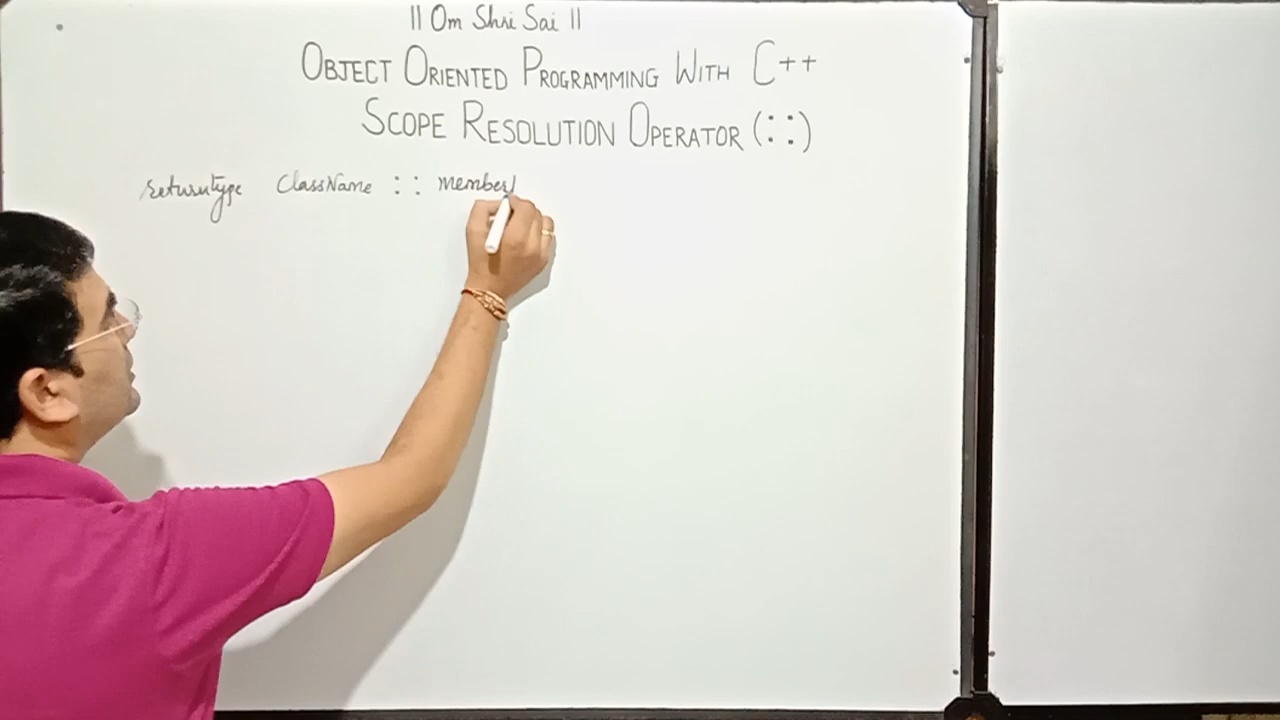 || Om Shri Sai ||
OBJECT ORIENTED PROGRAMMING WITH C++
SCOPE RESOLUTION OPERATOR (::)
returntype ClassName :: member